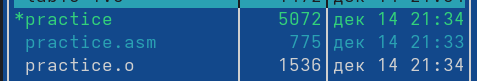 *practice 5072 дек 14 21:34
practice.asm 775 дек 14 21:33
practice.o 1536 дек 14 21:34